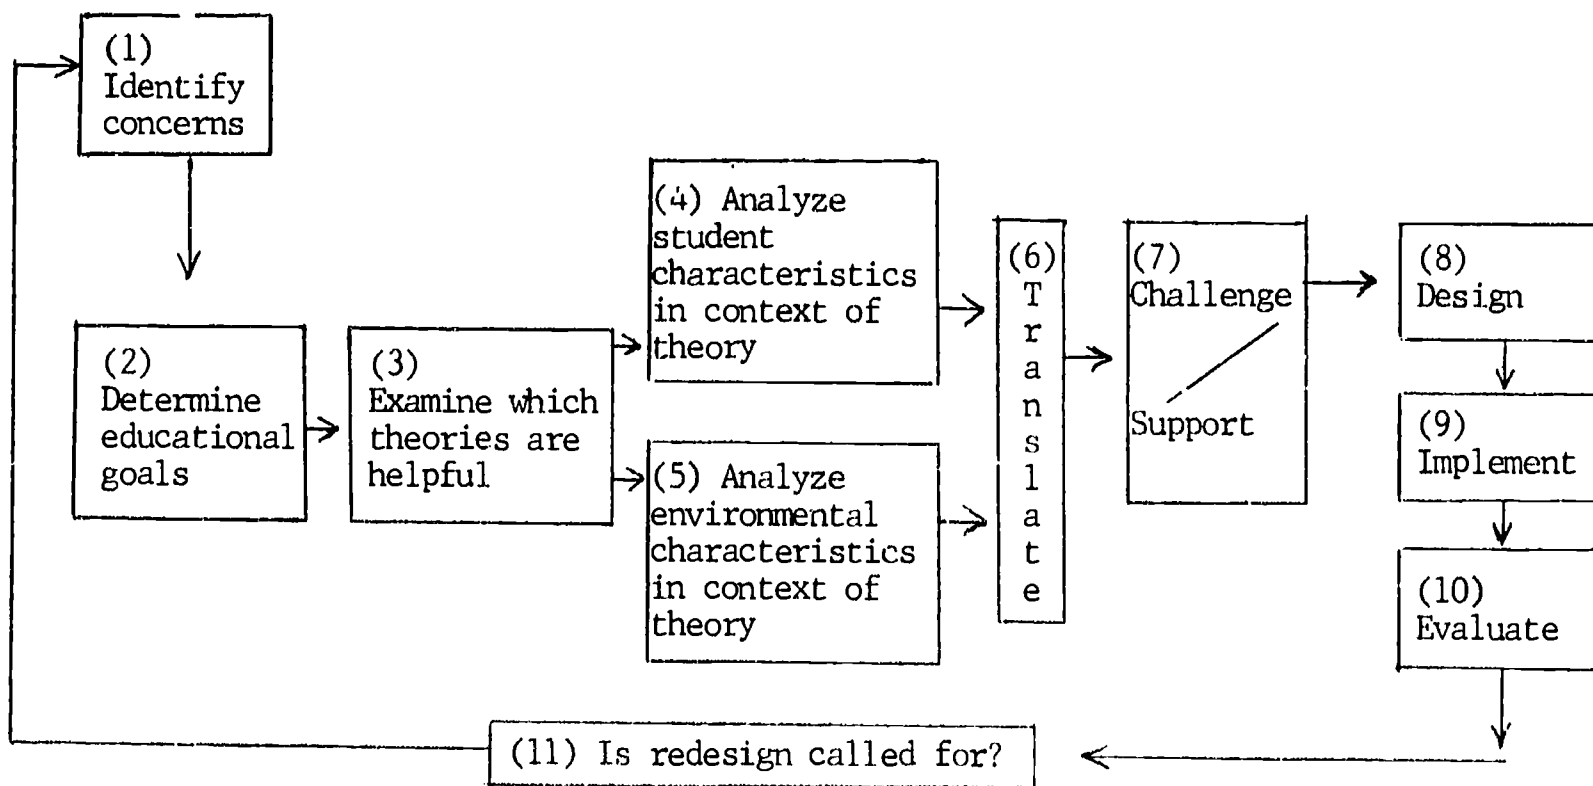 (1)
Identify
concerns
(2)
Determine
educational
goals
(3)
Examine which
theories are
helpful
(4) Analyze
student
characteristics
in context of
theory
(5) Analyze
environmental
characteristics
in context of
theory
(6)
T
r
a
n
s
l
a
t
e
(7)
Challenge
Support
(8)
Design
(9)
Implement
(10)
Evaluate
(11) Is redesign called for?